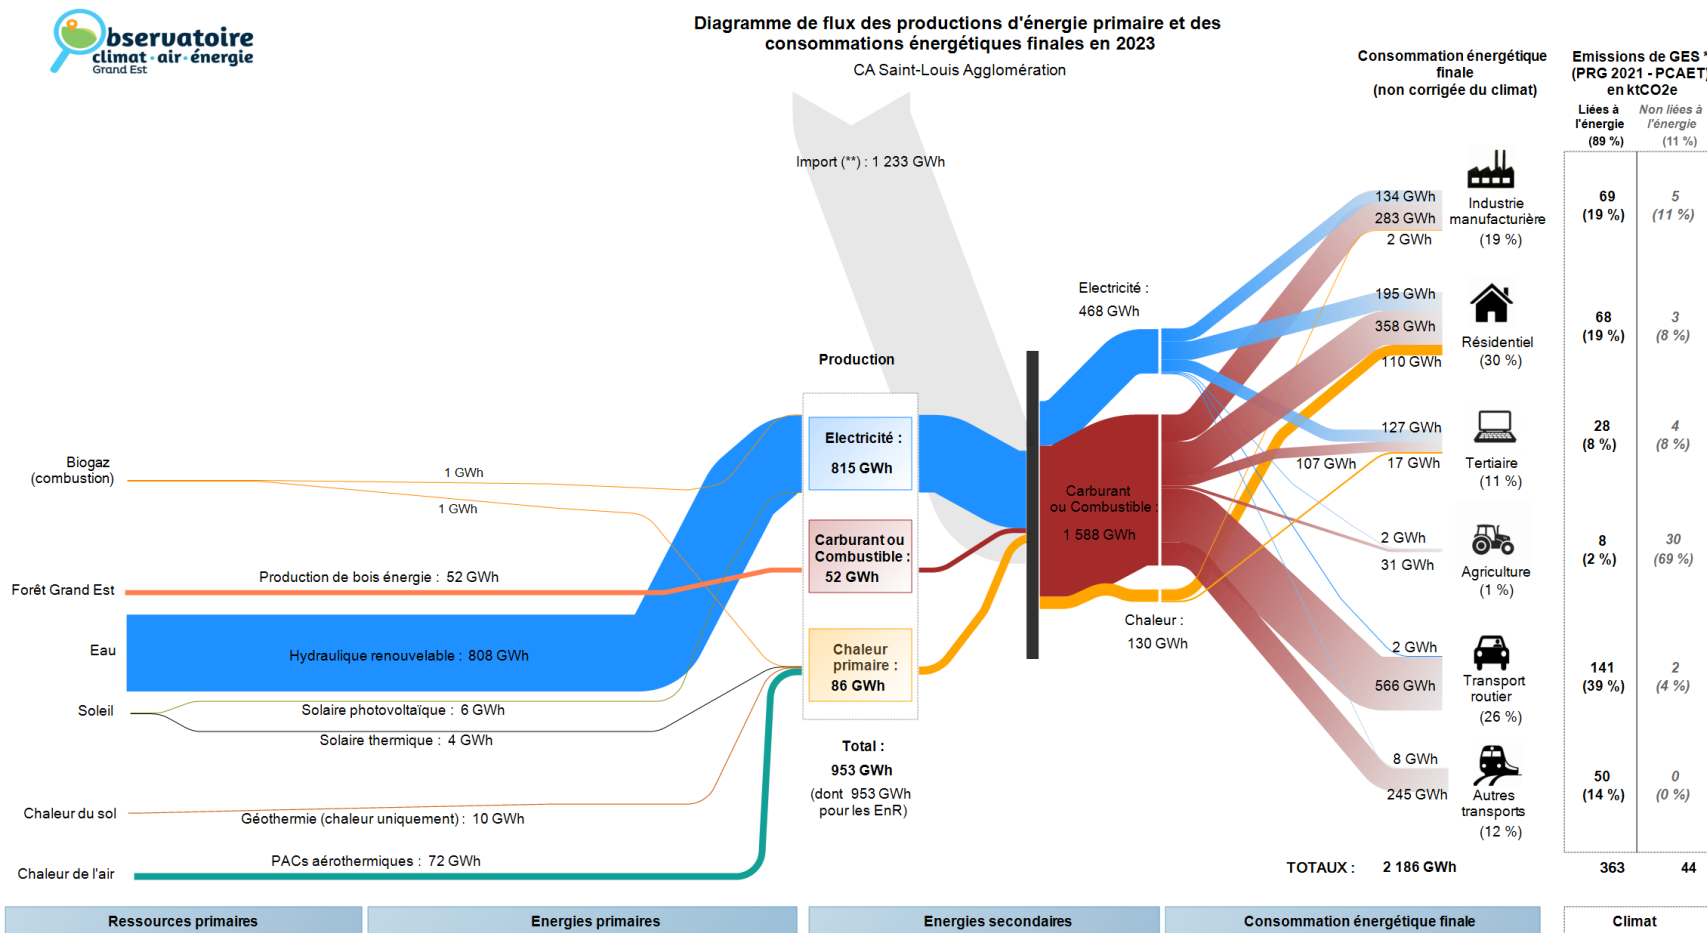 Observatoire
climat · air · énergie
Grand Est
Diagramme de flux des productions d'énergie primaire et des
consommations énergétiques finales en 2023
CA Saint-Louis Agglomération
Consommation énergétique
finale
(non corrigée du climat)
Emissions de GES *
(PRG 2021 - PCAET)
en ktCO2e
Liées à
l'énergie
(89 %)
Non liées à
l'énergie
(11 %)
Import (**) : 1 233 GWh
134 GWh
283 GWh
2 GWh
Industrie
manufacturière
(19 %)
69
(19 %)
5
(11 %)
Electricité :
468 GWh
195 GWh
358 GWh
110 GWh
Résidentiel
(30 %)
68
(19 %)
3
(8 %)
Production
Electricité :
815 GWh
127 GWh
107 GWh
17 GWh
Tertiaire
(11 %)
28
(8 %)
4
(8 %)
Biogaz
(combustion)
1 GWh
1 GWh
Carburant
ou Combustible :
1 588 GWh
Carburant ou
Combustible :
52 GWh
2 GWh
31 GWh
Agriculture
(1 %)
8
(2 %)
30
(69 %)
Forêt Grand Est
Production de bois énergie : 52 GWh
Eau
Hydraulique renouvelable : 808 GWh
Chaleur
primaire :
86 GWh
Chaleur :
130 GWh
2 GWh
566 GWh
Transport
routier
(26 %)
141
(39 %)
2
(4 %)
Soleil
Solaire photovoltaïque : 6 GWh
Solaire thermique : 4 GWh
Total :
953 GWh
(dont 953 GWh
pour les EnR)
8 GWh
245 GWh
Autres
transports
(12 %)
50
(14 %)
0
(0 %)
Chaleur du sol
Géothermie (chaleur uniquement) : 10 GWh
Chaleur de l'air
PACs aérothermiques : 72 GWh
TOTAUX : 2 186 GWh
363
44
Ressources primaires
Energies primaires
Energies secondaires
Consommation énergétique finale
Climat